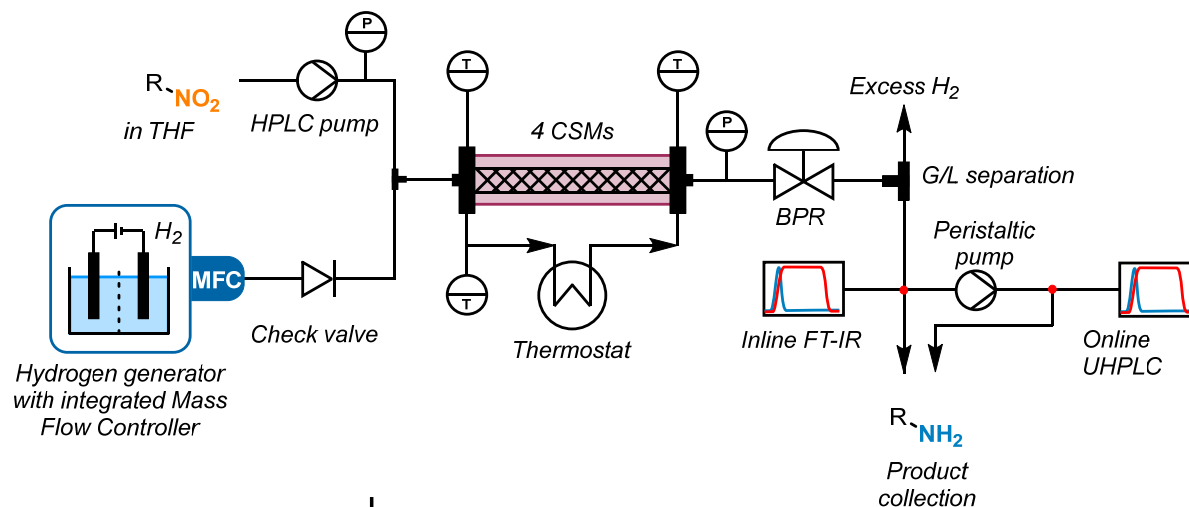 P
R
NO2
in THF
HPLC pump
T
T
4 CSMs
P
Excess H2
G/L separation
BPR
H2
MFC
Check valve
T
Thermostat
Peristaltic
pump
Inline FT-IR
Online
UHPLC
Hydrogen generator
with integrated Mass
Flow Controller
R
NH2
Product
collection